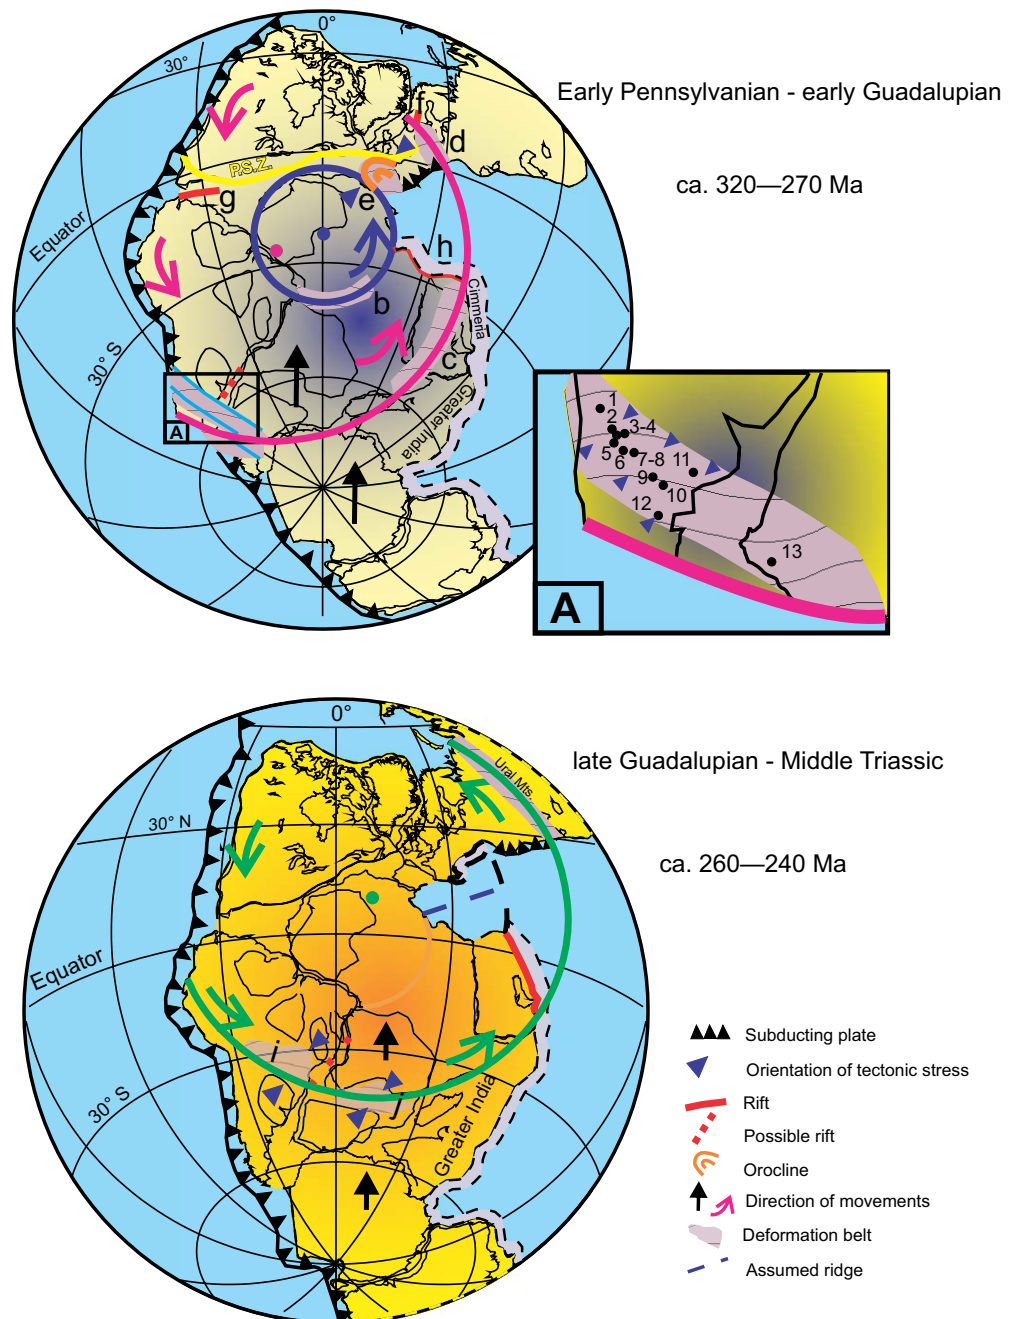 0°
30°
Early Pennsylvanian - early Guadalupian
f
d
P.S.Z.
ca. 320—270 Ma
g
e
Equator
h
b
Cimmeria
30° S
c
Greater India
A
1
2
3-4
5
6
7-8
11
9
10
12
13
A
0°
Ural Mts.
late Guadalupian - Middle Triassic
30° N
ca. 260—240 Ma
Equator
i
j
30° S
Greater India
Subducting plate
Orientation of tectonic stress
Rift
Possible rift
Orocline
Direction of movements
Deformation belt
Assumed ridge